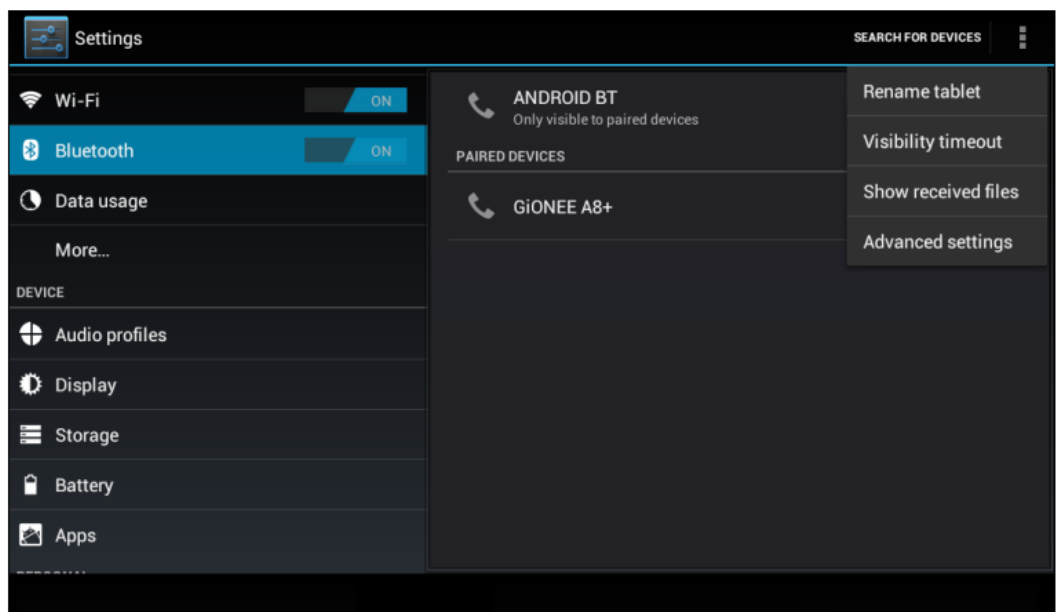 Settings
SEARCH FOR DEVICES
Wi-Fi
ON
Bluetooth
ON
Data usage
More...
DEVICE
Audio profiles
Display
Storage
Battery
Apps
ANDROID BT
Only visible to paired devices
PAIRED DEVICES
GiONEE A8+
Rename tablet
Visibility timeout
Show received files
Advanced settings